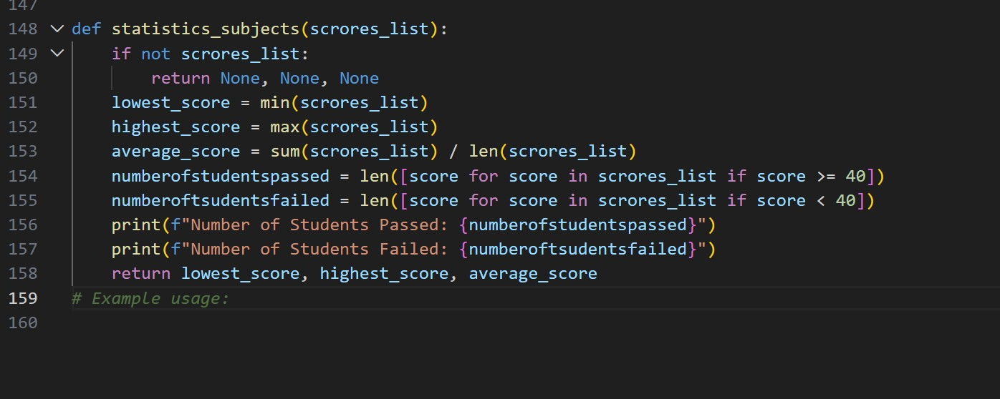 147
148 def statistics_subjects(scrores_list):
149     if not scrores_list:
150         return None, None, None
151     lowest_score = min(scrores_list)
152     highest_score = max(scrores_list)
153     average_score = sum(scrores_list) / len(scrores_list)
154     numberofstudentspassed = len([score for score in scrores_list if score >= 40])
155     numberoftsudentsfailed = len([score for score in scrores_list if score < 40])
156     print(f"Number of Students Passed: {numberofstudentspassed}")
157     print(f"Number of Students Failed: {numberoftsudentsfailed}")
158     return lowest_score, highest_score, average_score
159 # Example usage:
160